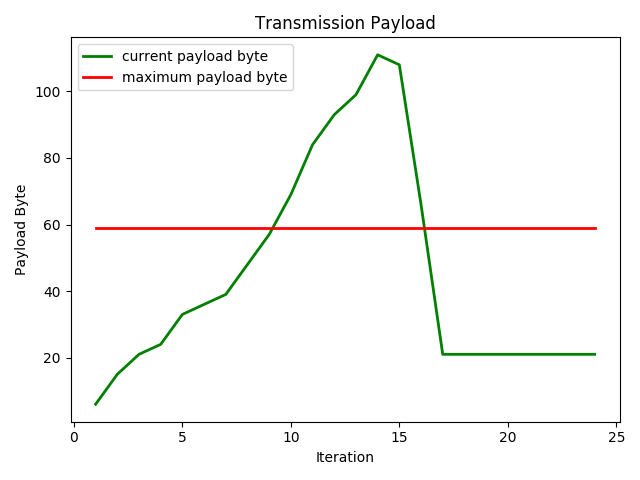 Transmission Payload
current payload byte
maximum payload byte
Payload Byte
100
80
60
40
20
0
5
10
15
20
25
Iteration